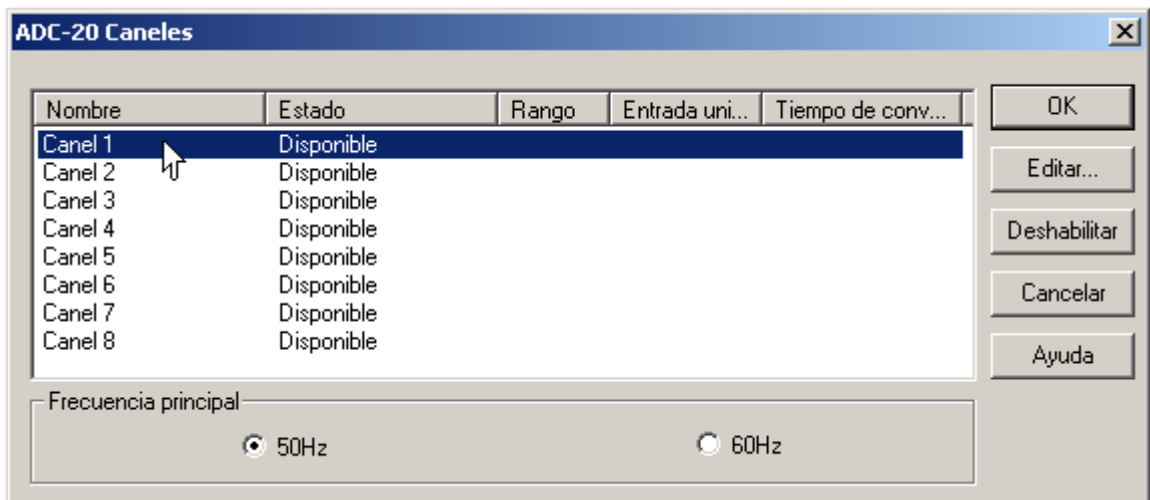 ADC-20 Caneles
Nombre Estado Rango Entrada uni... Tiempo de conv...
Canel 1 Disponible
Canel 2 Disponible
Canel 3 Disponible
Canel 4 Disponible
Canel 5 Disponible
Canel 6 Disponible
Canel 7 Disponible
Canel 8 Disponible
OK
Editar...
Deshabilitar
Cancelar
Ayuda
Frecuencia principal
50Hz 60Hz